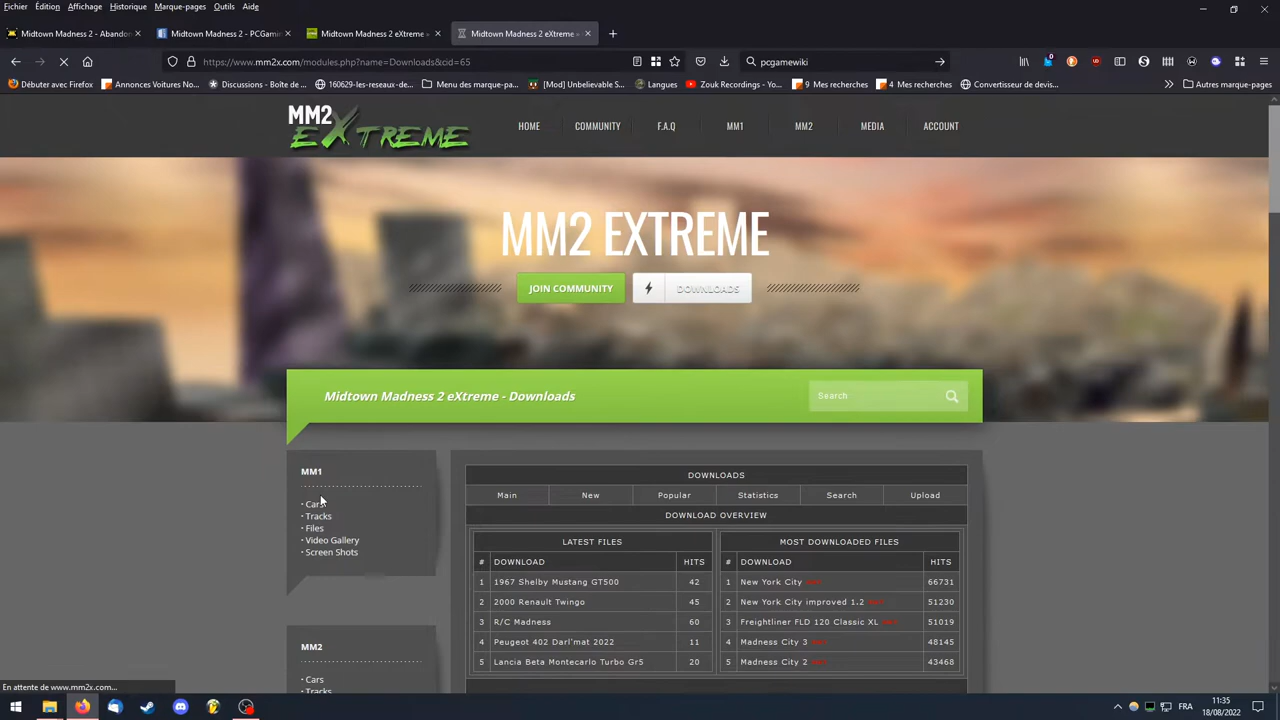 Fichier Édition Affichage Historique Marque-pages Outils Aide
Midtown Madness 2 - Abandon
Midtown Madness 2 - PCGamin
Midtown Madness 2 eXtreme -
Midtown Madness 2 eXtreme -
https://www.mm2x.com/modules.php?name=Downloads&cid=65
pcgamewiki
Débuter avec Firefox
Annonces Voitures No...
Discussions - Boîte de...
160629-les-reseaux-de...
Menu des marque-pa...
[Mod] Unbelievable S...
Langues
Zouk Recordings - Yo...
9 Mes recherches
4 Mes recherches
Convertisseur de devis...
Autres marque-pages
MM2
EXTREME
HOME COMMUNITY F.A.Q MM1 MM2 MEDIA ACCOUNT
MM2 EXTREME
JOIN COMMUNITY
DOWNLOADS
Midtown Madness 2 eXtreme - Downloads
Search
MM1
• Cars
• Tracks
• Files
• Video Gallery
• Screen Shots
MM2
• Cars
• Tracks
DOWNLOADS
Main New Popular Statistics Search Upload
DOWNLOAD OVERVIEW
LATEST FILES
# DOWNLOAD HITS
1 1967 Shelby Mustang GT500 42
2 2000 Renault Twingo 45
3 R/C Madness 60
4 Peugeot 402 Darl'mat 2022 11
5 Lancia Beta Montecarlo Turbo Gr5 20
MOST DOWNLOADED FILES
# DOWNLOAD HITS
1 New York City 66731
2 New York City improved 1.2 51230
3 Freightliner FLD 120 Classic XL 51019
4 Madness City 3 48145
5 Madness City 2 43468
En attente de www.mm2x.com...
FRA
11:35
18/08/2022